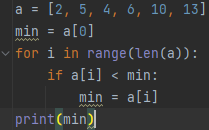 a = [2, 5, 4, 6, 10, 13]
min = a[0]
for i in range(len(a)):
    if a[i] < min:
        min = a[i]
print(min)